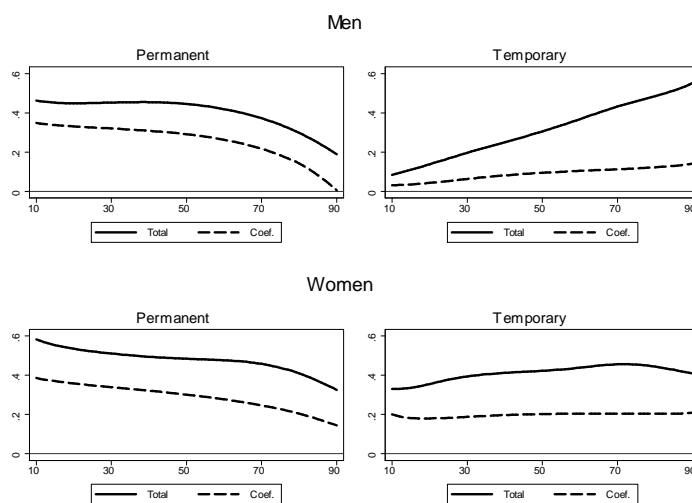 Men
Permanent Temporary
.6 .6
.4 .4
.2 .2
0 0
10 30 50 70 90 10 30 50 70 90
Total Coef. Total Coef.
Women
Permanent Temporary
.6 .6
.4 .4
.2 .2
0 0
10 30 50 70 90 10 30 50 70 90
Total Coef. Total Coef.